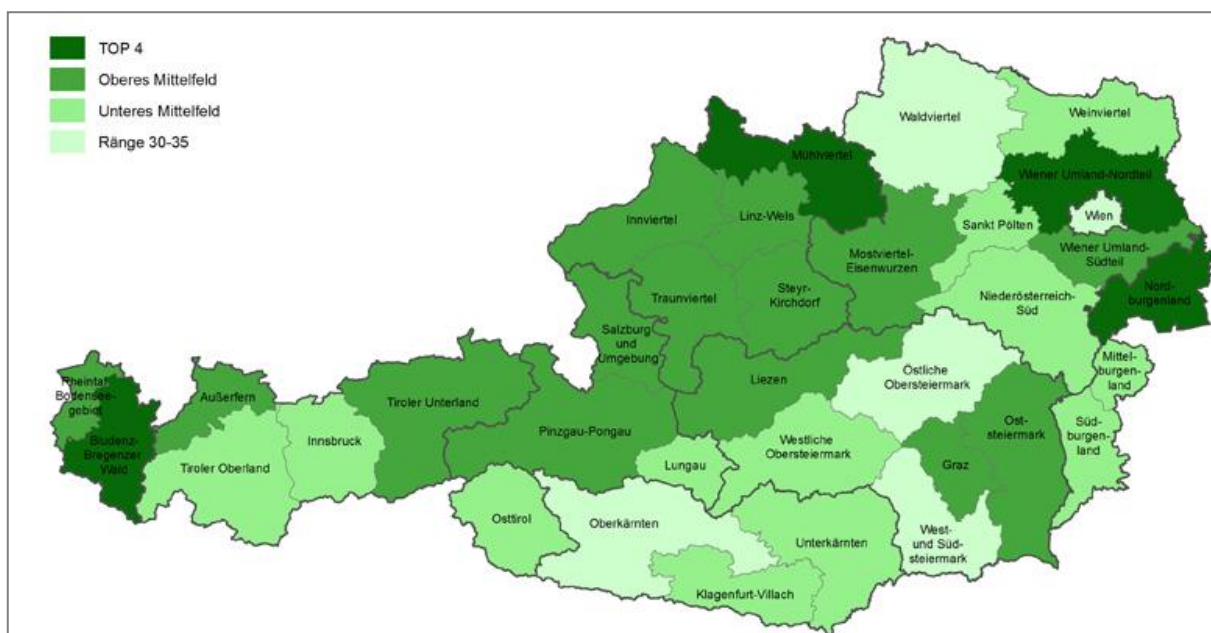 TOP 4
Oberes Mittelfeld
Unteres Mittelfeld
Ränge 30-35
Waldviertel
Weinviertel
Mühlviertel
Wiener Umland-Nordteil
Innviertel
Linz-Wels
Sankt Pölten
Wien
Mostviertel-
Eisenwurzen
Wiener Umland-
Südteil
Traunviertel
Steyr-
Kirchdorf
Niederösterreich-
Süd
Nord-
burgenland
Salzburg
und
Umgebung
Mittel-
burgen-
land
Rheintal-
Bodensee-
gebiet
Außerfern
Tiroler Unterland
Liezen
Östliche
Obersteiermark
Bludenz-
Bregenzer
Wald
Tiroler Oberland
Innsbruck
Pinzgau-Pongau
Lungau
Westliche
Obersteiermark
Graz
Ost-
steiermark
Süd-
burgen-
land
Osttirol
Oberkärnten
Unterkärnten
West-
und Süd-
steiermark
Klagenfurt-Villach